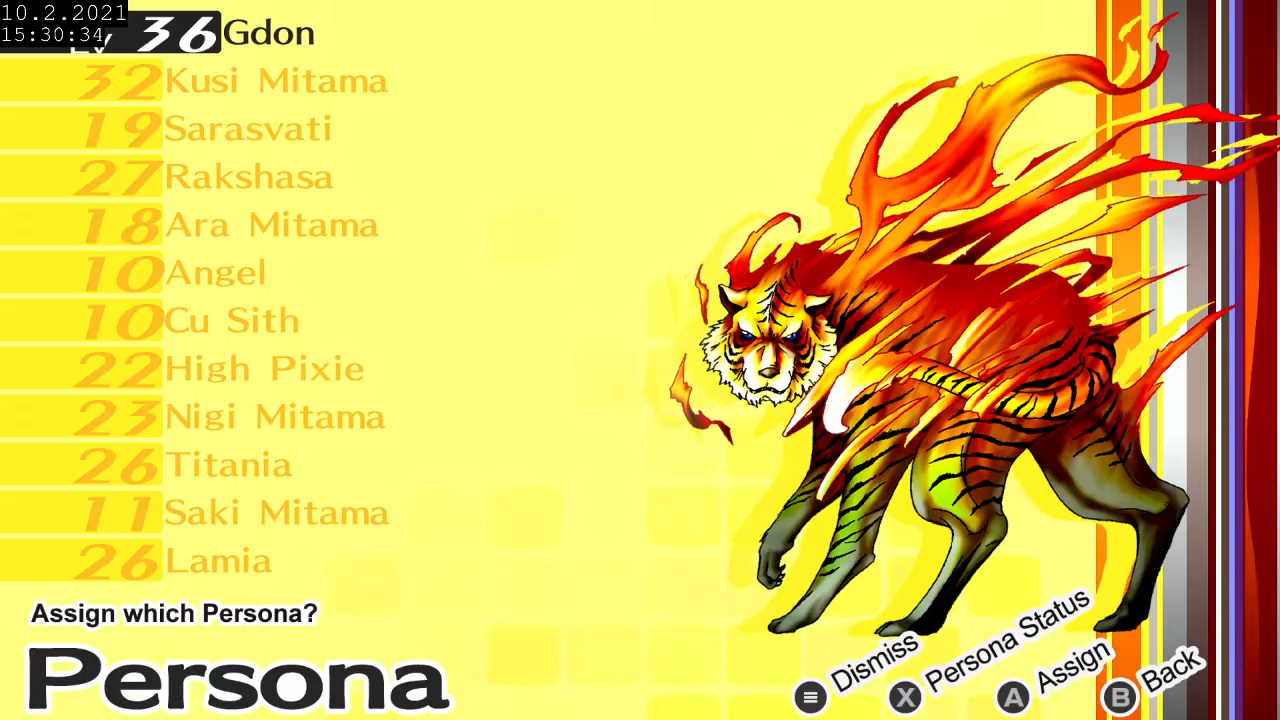 10.2.2021
15:30:34
Lv 36 Gdon
32 Kusi Mitama
19 Sarasvati
27 Rakshasa
18 Ara Mitama
10 Angel
10 Cu Sith
22 High Pixie
23 Nigi Mitama
26 Titania
11 Saki Mitama
26 Lamia
Assign which Persona?
Persona
Dismiss
X Persona Status
A Assign
B Back